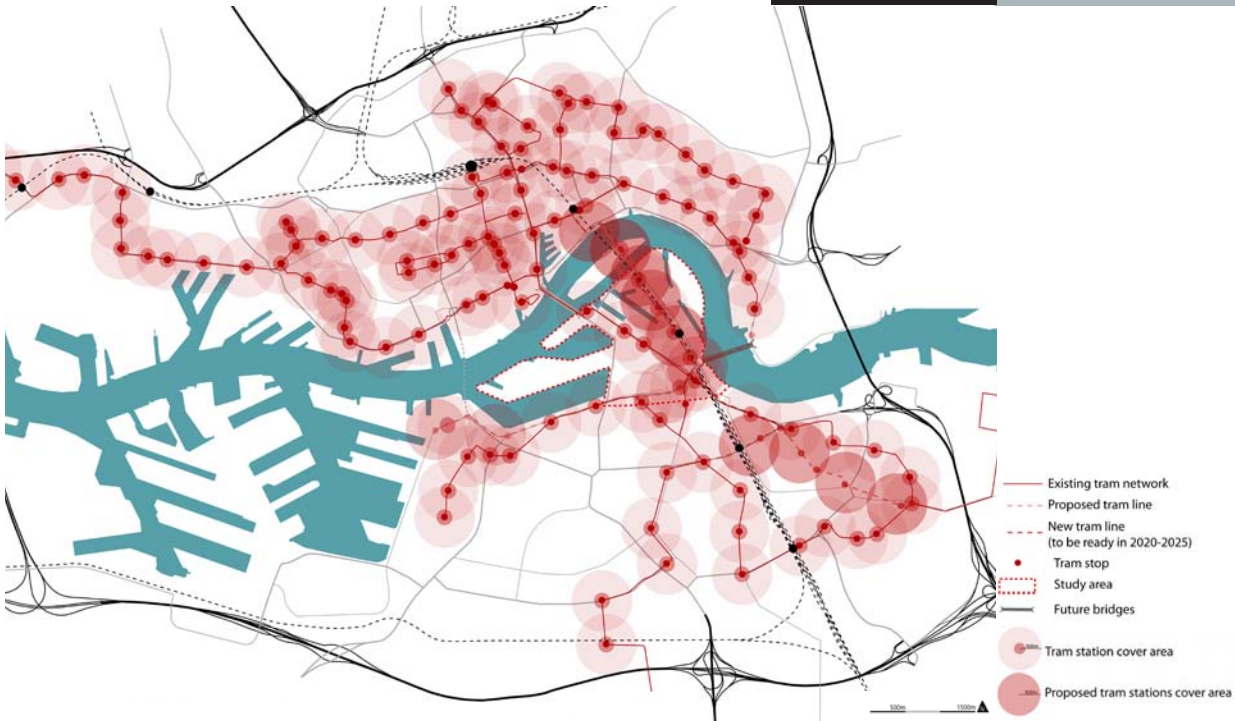 Existing tram network
Proposed tram line
New tram line
(to be ready in 2020-2025)
Tram stop
Study area
Future bridges
Tram station cover area
Proposed tram stations cover area
500m 1500m